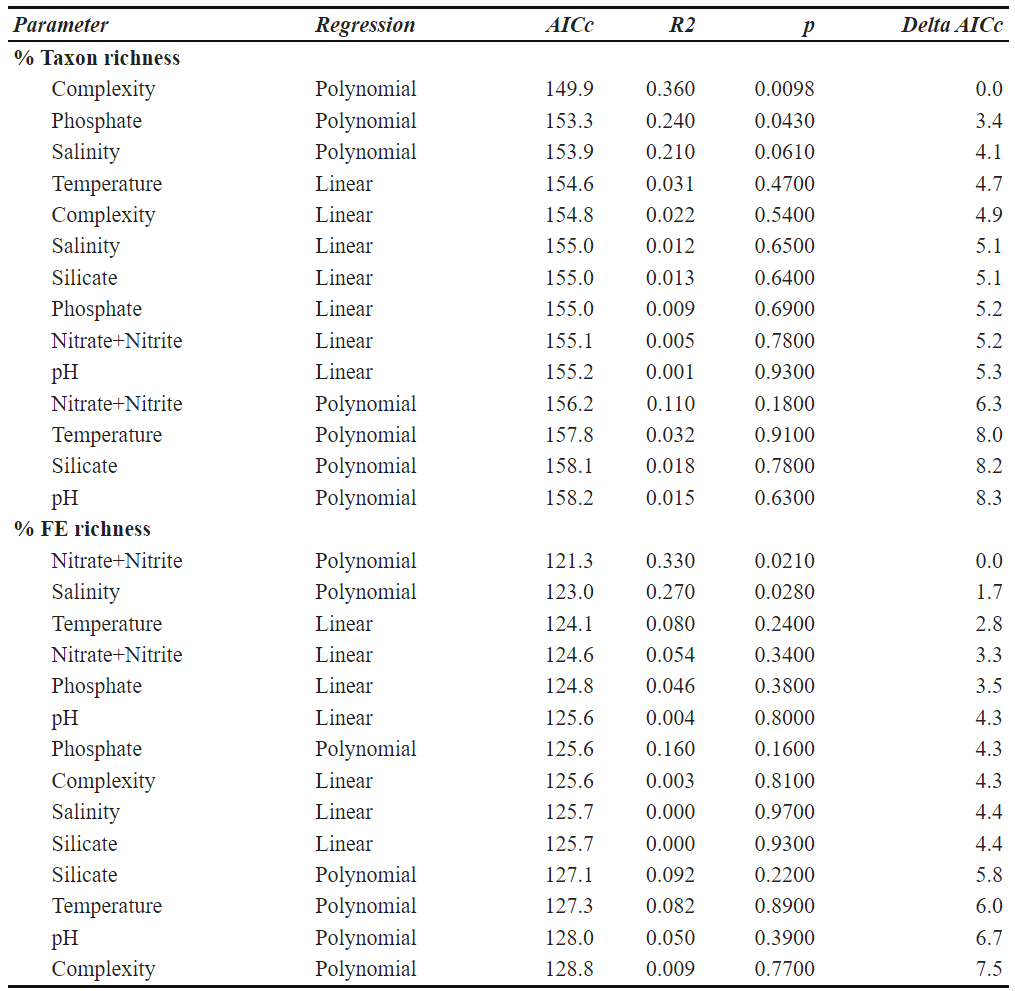 Parameter Regression AICc R2 p Delta AICc
% Taxon richness
Complexity Polynomial 149.9 0.360 0.0098 0.0
Phosphate Polynomial 153.3 0.240 0.0430 3.4
Salinity Polynomial 153.9 0.210 0.0610 4.1
Temperature Linear 154.6 0.031 0.4700 4.7
Complexity Linear 154.8 0.022 0.5400 4.9
Salinity Linear 155.0 0.012 0.6500 5.1
Silicate Linear 155.0 0.013 0.6400 5.1
Phosphate Linear 155.0 0.009 0.6900 5.2
Nitrate+Nitrite Linear 155.1 0.005 0.7800 5.2
pH Linear 155.2 0.001 0.9300 5.3
Nitrate+Nitrite Polynomial 156.2 0.110 0.1800 6.3
Temperature Polynomial 157.8 0.032 0.9100 8.0
Silicate Polynomial 158.1 0.018 0.7800 8.2
pH Polynomial 158.2 0.015 0.6300 8.3
% FE richness
Nitrate+Nitrite Polynomial 121.3 0.330 0.0210 0.0
Salinity Polynomial 123.0 0.270 0.0280 1.7
Temperature Linear 124.1 0.080 0.2400 2.8
Nitrate+Nitrite Linear 124.6 0.054 0.3400 3.3
Phosphate Linear 124.8 0.046 0.3800 3.5
pH Linear 125.6 0.004 0.8000 4.3
Phosphate Polynomial 125.6 0.160 0.1600 4.3
Complexity Linear 125.6 0.003 0.8100 4.3
Salinity Linear 125.7 0.000 0.9700 4.4
Silicate Linear 125.7 0.000 0.9300 4.4
Silicate Polynomial 127.1 0.092 0.2200 5.8
Temperature Polynomial 127.3 0.082 0.8900 6.0
pH Polynomial 128.0 0.050 0.3900 6.7
Complexity Polynomial 128.8 0.009 0.7700 7.5